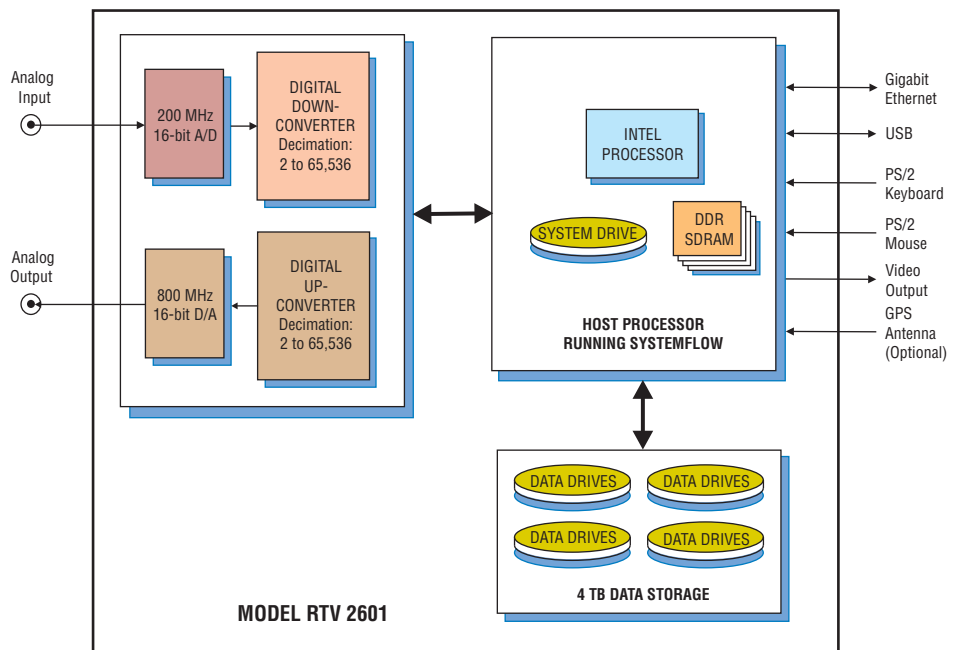 Analog
Input
200 MHz
16-bit A/D
DIGITAL
DOWN-
CONVERTER
Decimation:
2 to 65,536
Analog
Output
800 MHz
16-bit D/A
DIGITAL
UP-
CONVERTER
Decimation:
2 to 65,536
INTEL
PROCESSOR
SYSTEM DRIVE
DDR
SDRAM
HOST PROCESSOR
RUNNING SYSTEMFLOW
Gigabit
Ethernet
USB
PS/2
Keyboard
PS/2
Mouse
Video
Output
GPS
Antenna
(Optional)
DATA DRIVES
DATA DRIVES
DATA DRIVES
DATA DRIVES
4 TB DATA STORAGE
MODEL RTV 2601